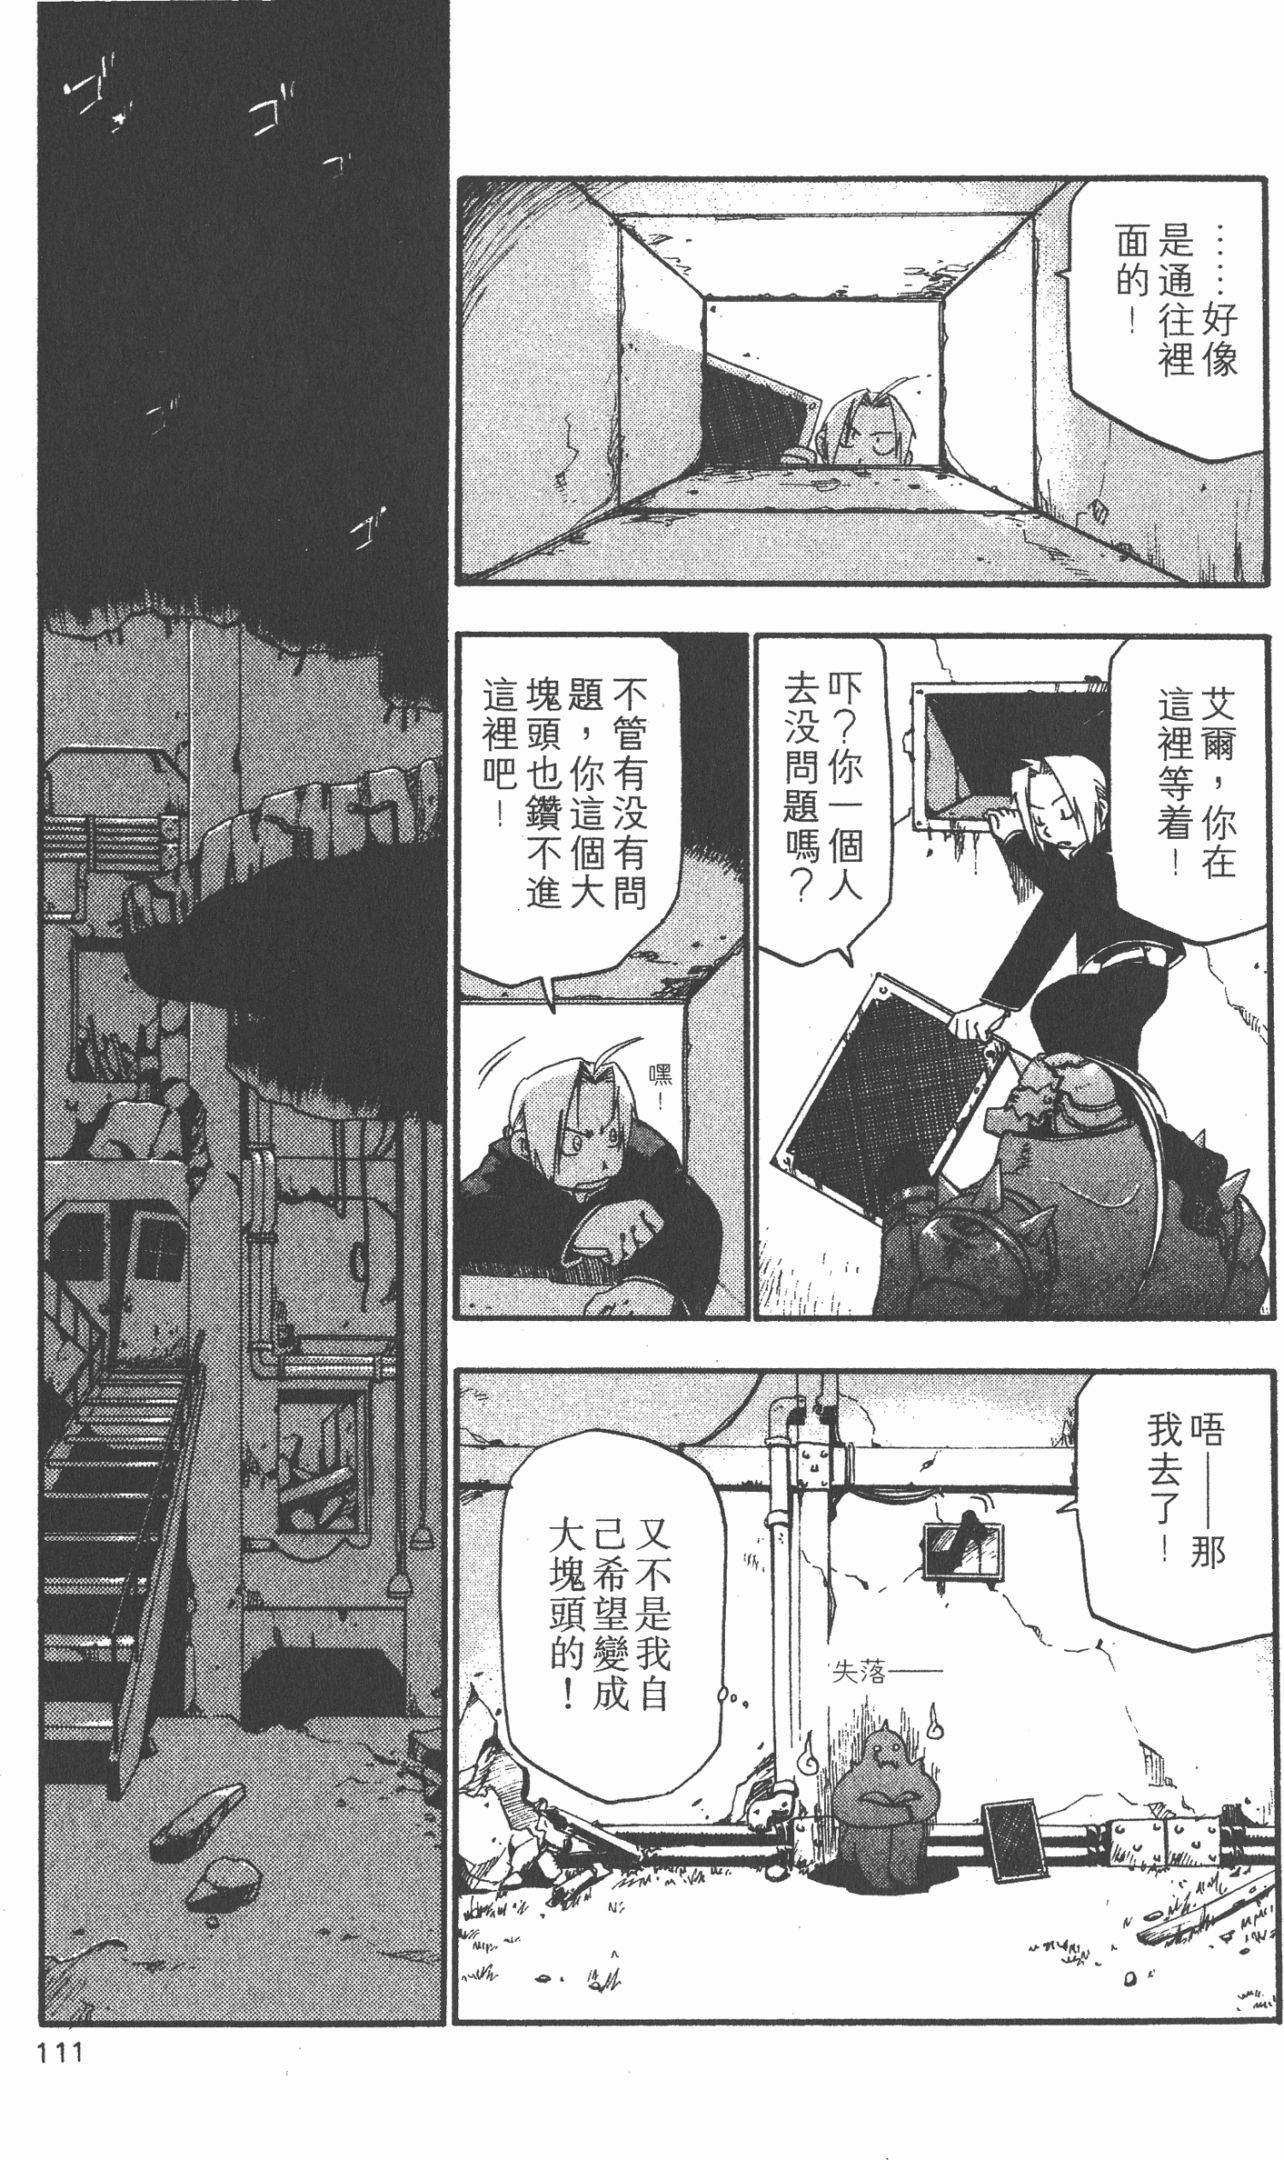 ……好像
是通往裡
面的！
艾爾，你在
這裡等着！
吓？你一個人
去没問題嗎？
不管有没有問
題，你這個大
塊頭也鑽不進
這裡吧！
嘿！
唔——那
我去了！
失落——
又不是我自
己希望變成
大塊頭的！
ゴ
ゴ
ゴ
ゴ
ゴ
111